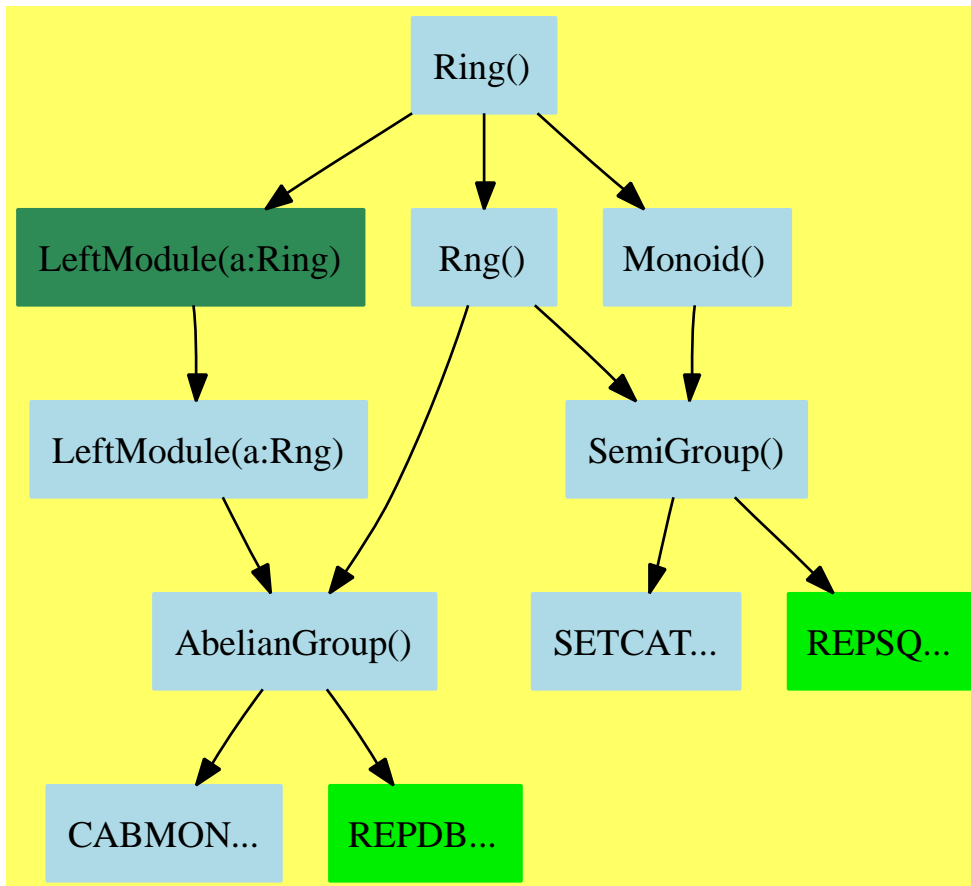 Ring()
LeftModule(a:Ring)
Rng()
Monoid()
LeftModule(a:Rng)
SemiGroup()
AbelianGroup()
SETCAT...
REPSQ...
CABMON...
REPDB...